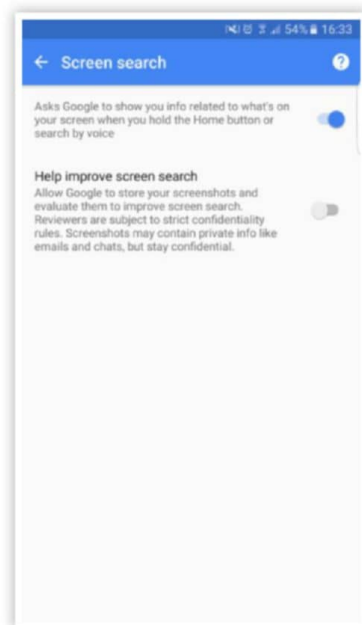 54% 16:33
Screen search
Asks Google to show you info related to what's on
your screen when you hold the Home button or
search by voice
Help improve screen search
Allow Google to store your screenshots and
evaluate them to improve screen search.
Reviewers are subject to strict confidentiality
rules. Screenshots may contain private info like
emails and chats, but stay confidential.